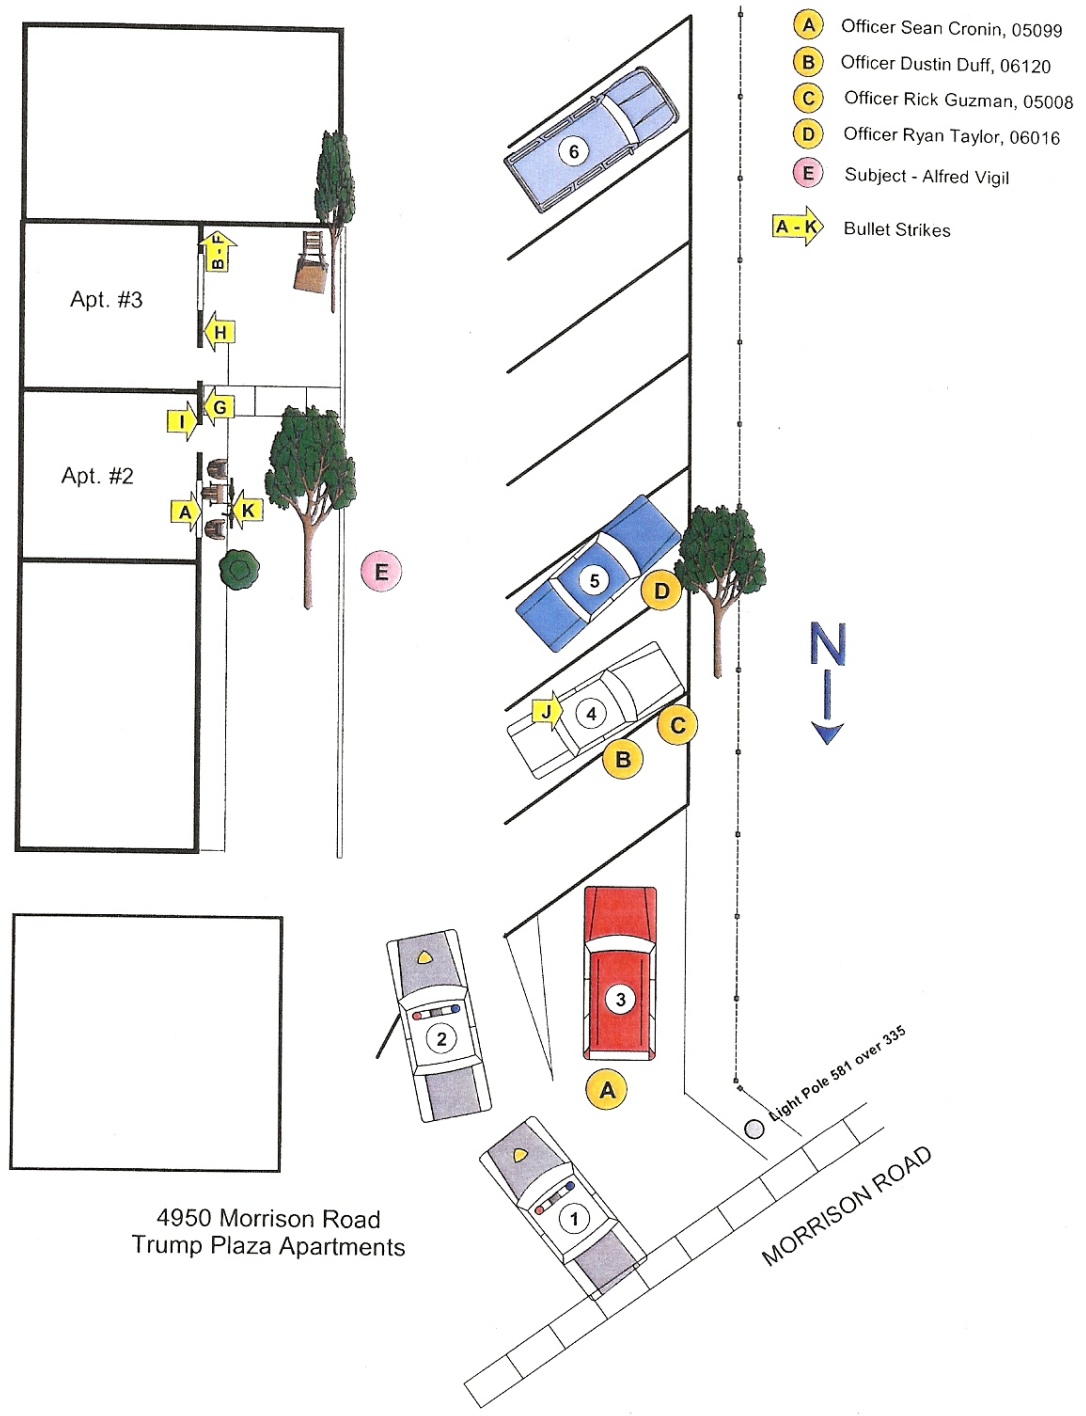 A Officer Sean Cronin, 05099
B Officer Dustin Duff, 06120
C Officer Rick Guzman, 05008
D Officer Ryan Taylor, 06016
E Subject - Alfred Vigil
A - K Bullet Strikes
6
B - F
Apt. #3
H
G
I
Apt. #2
A
K
E
5
D
N
J
4
C
B
3
2
A
Light Pole 581 over 335
1
MORRISON ROAD
4950 Morrison Road
Trump Plaza Apartments